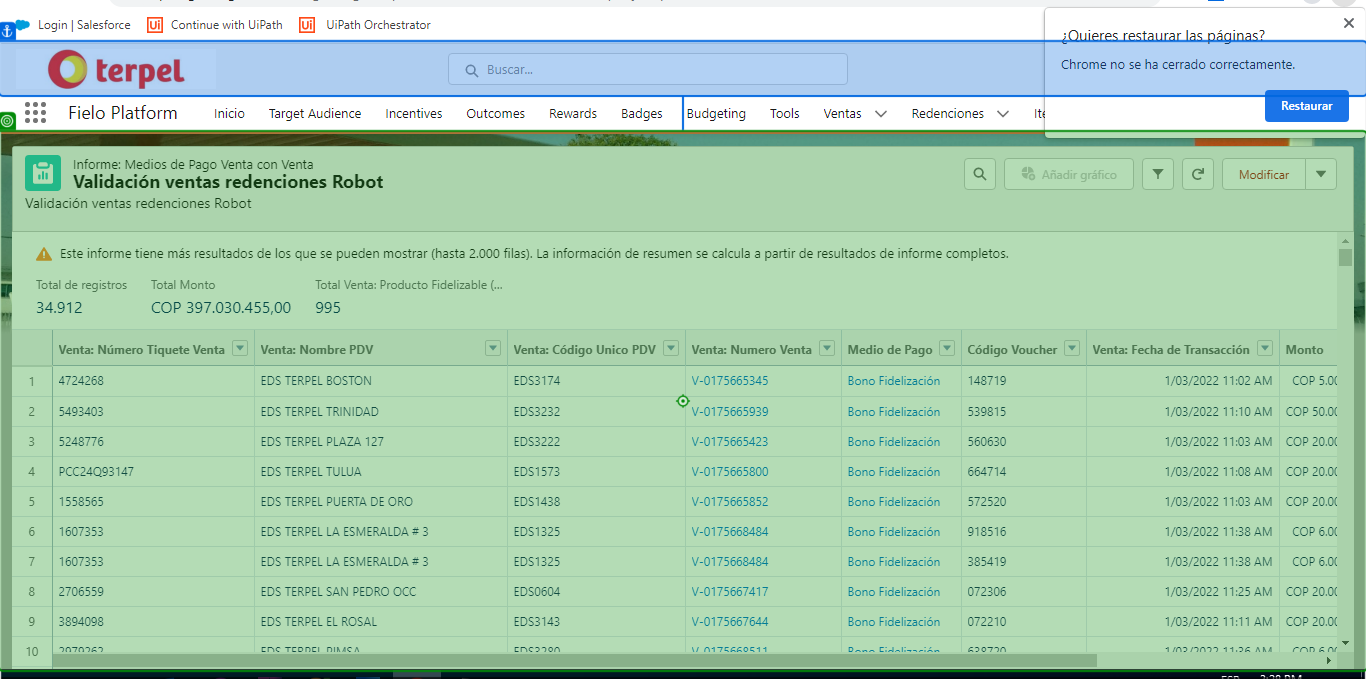 Login | Salesforce Continue with UiPath UiPath Orchestrator
¿Quieres restaurar las páginas?
Chrome no se ha cerrado correctamente.
Restaurar
terpel
Buscar...
Fielo Platform Inicio Target Audience Incentives Outcomes Rewards Badges Budgeting Tools Ventas Redenciones
Informe: Medios de Pago Venta con Venta
Validación ventas redenciones Robot
Validación ventas redenciones Robot
Añadir gráfico Modificar
Este informe tiene más resultados de los que se pueden mostrar (hasta 2.000 filas). La información de resumen se calcula a partir de resultados de informe completos.
Total de registros Total Monto Total Venta: Producto Fidelizable (...
34.912 COP 397.030.455,00 995
Venta: Número Tiquete Venta Venta: Nombre PDV Venta: Código Unico PDV Venta: Numero Venta Medio de Pago Código Voucher Venta: Fecha de Transacción Monto
1 4724268 EDS TERPEL BOSTON EDS3174 V-0175665345 Bono Fidelización 148719 1/03/2022 11:02 AM COP 5.00
2 5493403 EDS TERPEL TRINIDAD EDS3232 V-0175665939 Bono Fidelización 539815 1/03/2022 11:10 AM COP 50.00
3 5248776 EDS TERPEL PLAZA 127 EDS3222 V-0175665423 Bono Fidelización 560630 1/03/2022 11:03 AM COP 20.00
4 PCC24Q93147 EDS TERPEL TULUA EDS1573 V-0175665800 Bono Fidelización 664714 1/03/2022 11:08 AM COP 20.00
5 1558565 EDS TERPEL PUERTA DE ORO EDS1438 V-0175665852 Bono Fidelización 572520 1/03/2022 11:03 AM COP 20.00
6 1607353 EDS TERPEL LA ESMERALDA # 3 EDS1325 V-0175668484 Bono Fidelización 918516 1/03/2022 11:38 AM COP 6.00
7 1607353 EDS TERPEL LA ESMERALDA # 3 EDS1325 V-0175668484 Bono Fidelización 385419 1/03/2022 11:38 AM COP 6.00
8 2706559 EDS TERPEL SAN PEDRO OCC EDS0604 V-0175667417 Bono Fidelización 072306 1/03/2022 11:25 AM COP 20.00
9 3894098 EDS TERPEL EL ROSAL EDS3143 V-0175667644 Bono Fidelización 072210 1/03/2022 11:11 AM COP 20.00
10 2979262 EDS TERPEL PIMSA EDS3280 V-0175668511 Bono Fidelización 638720 1/03/2022 11:36 AM COP 6.00